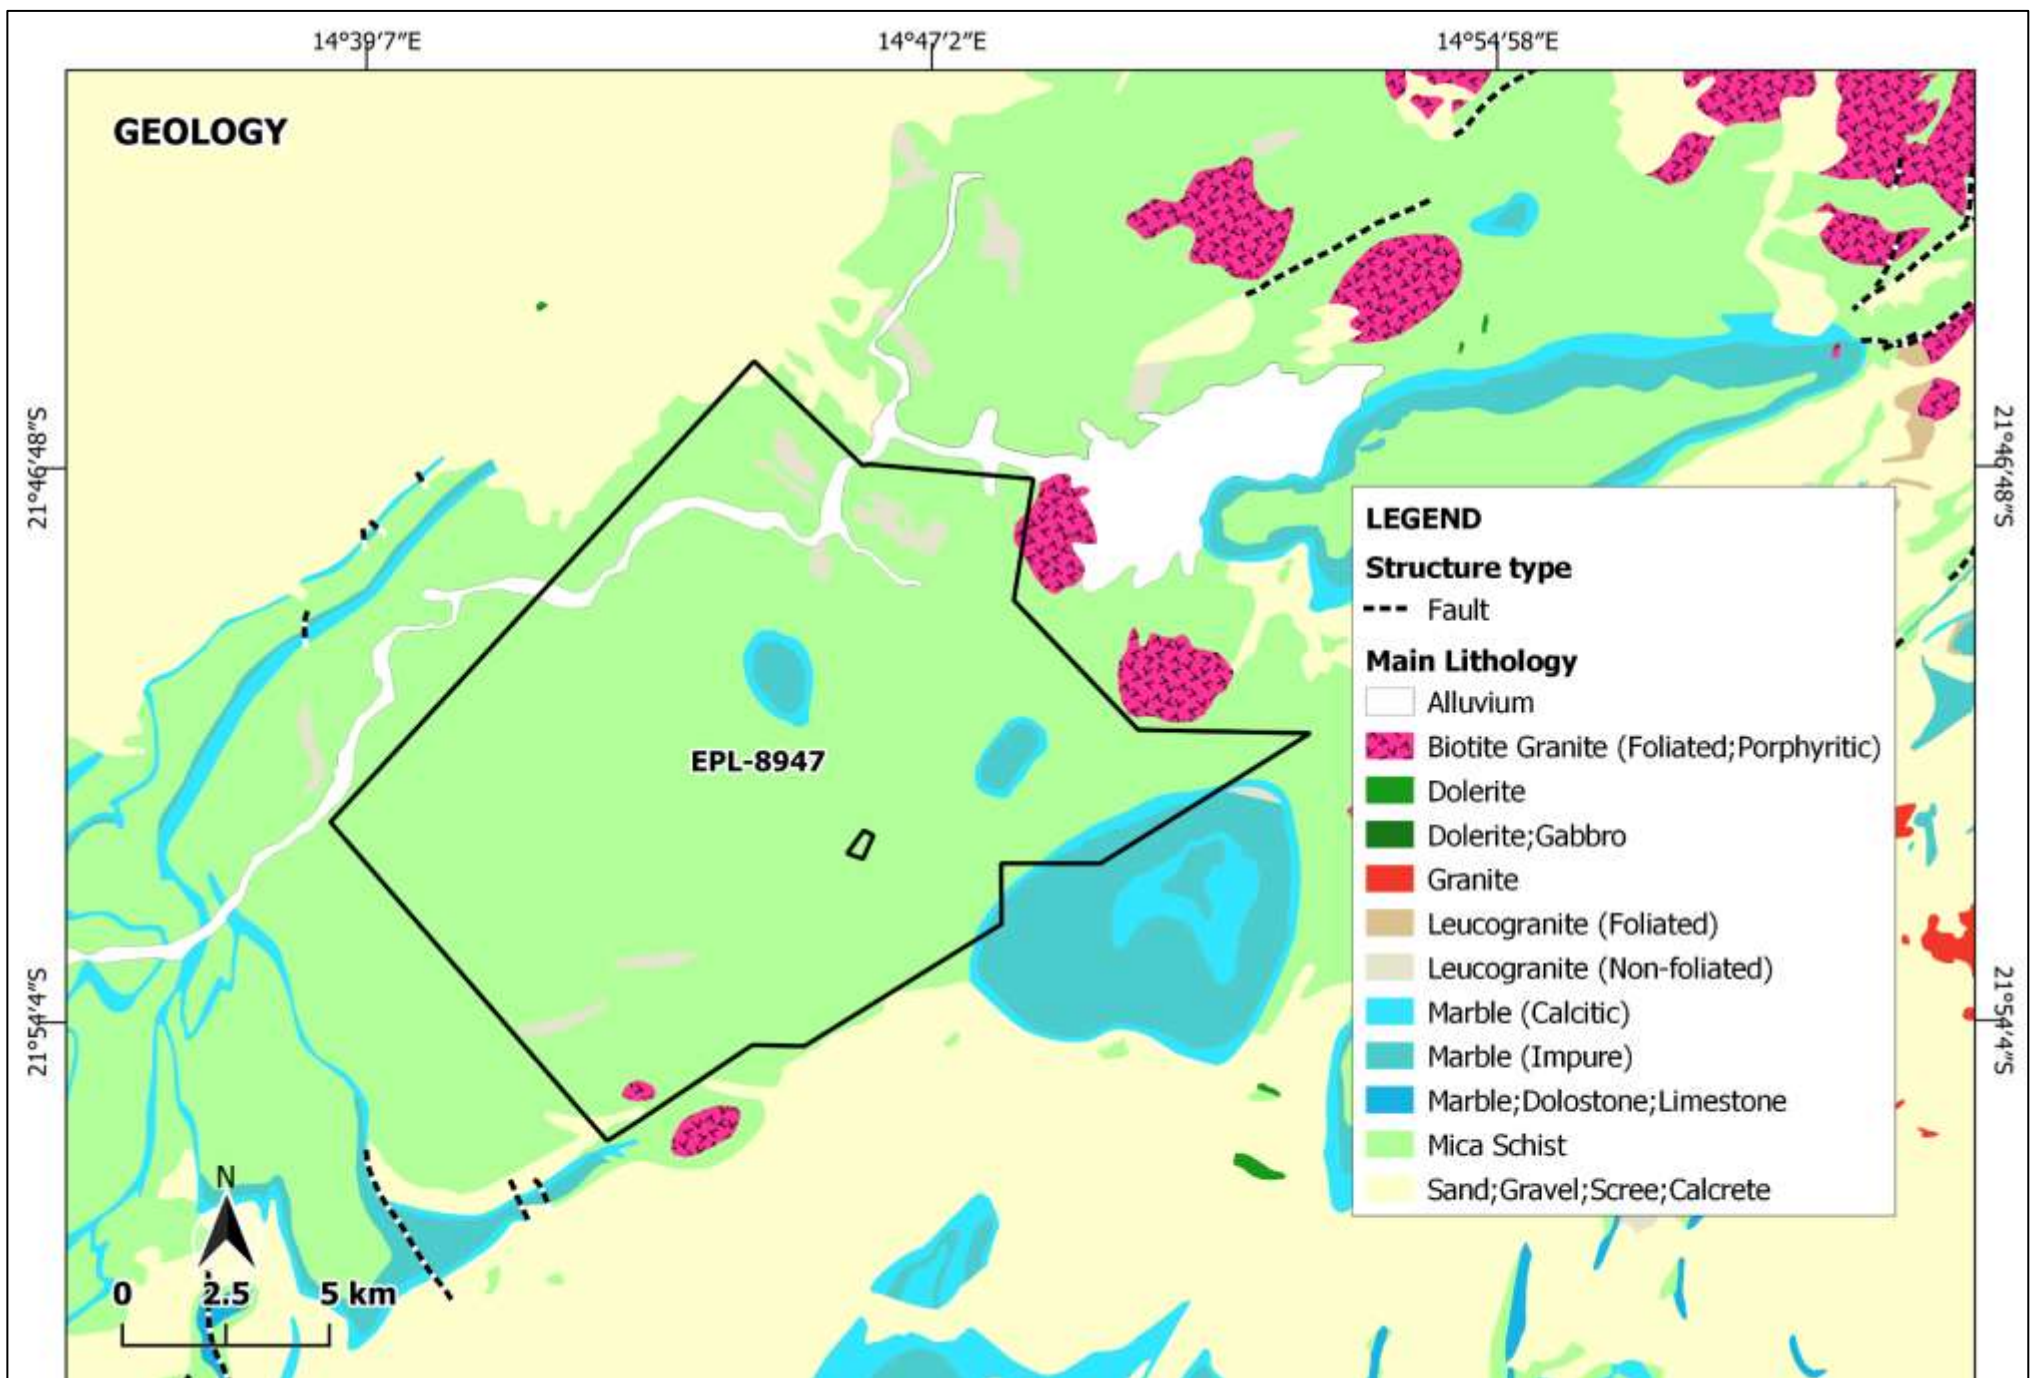 14°39′7″E
14°47′2″E
14°54′58″E
GEOLOGY
21°46′48″S
21°46′48″S
LEGEND
Structure type
Fault
Main Lithology
Alluvium
Biotite Granite (Foliated;Porphyritic)
EPL-8947
Dolerite
Dolerite;Gabbro
Granite
Leucogranite (Foliated)
Leucogranite (Non-foliated)
21°54′4″S
21°54′4″S
Marble (Calcitic)
Marble (Impure)
Marble;Dolostone;Limestone
Mica Schist
Sand;Gravel;Scree;Calcrete
N
0 2.5 5 km